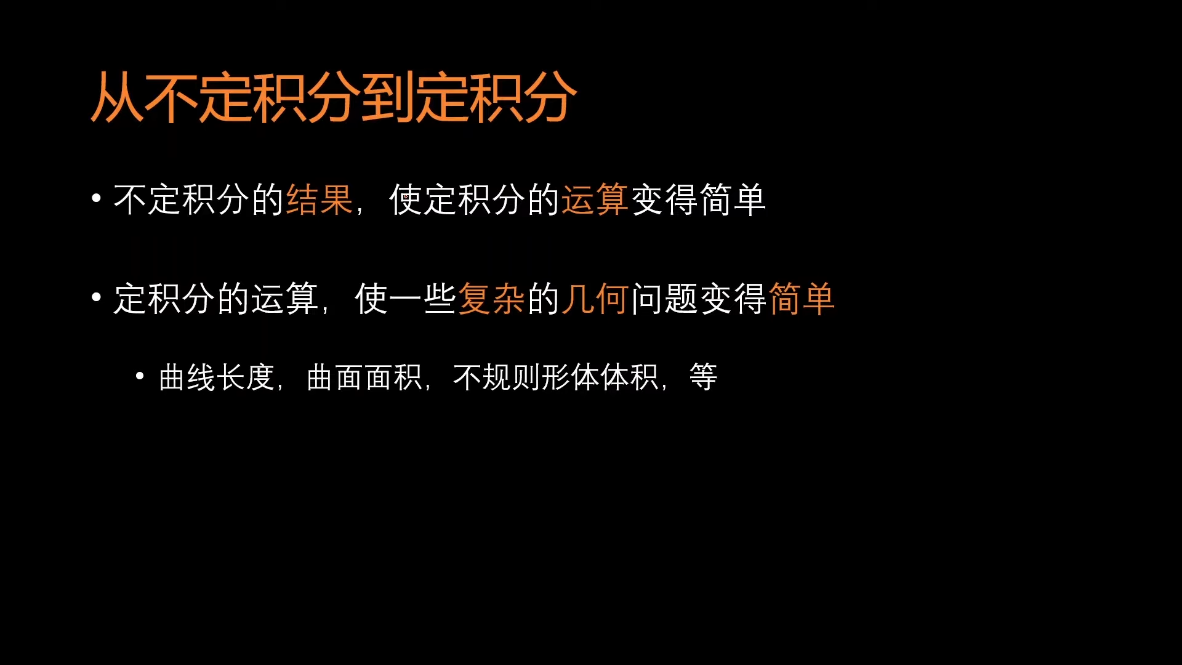 从不定积分到定积分
• 不定积分的结果，使定积分的运算变得简单
• 定积分的运算，使一些复杂的几何问题变得简单
• 曲线长度，曲面面积，不规则形体体积，等